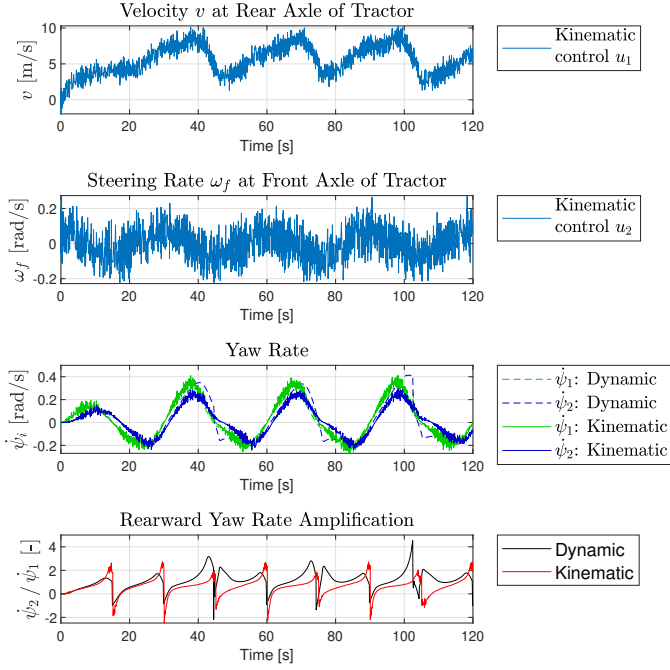 Velocity v at Rear Axle of Tractor
10
5
0
v [m/s]
0 20 40 60 80 100 120
Time [s]
Kinematic
control u₁
Steering Rate ω_f at Front Axle of Tractor
0.2
0
-0.2
ω_f [rad/s]
0 20 40 60 80 100 120
Time [s]
Kinematic
control u₂
Yaw Rate
0.4
0.2
0
-0.2
ψ̇ᵢ [rad/s]
0 20 40 60 80 100 120
Time [s]
ψ̇₁: Dynamic
ψ̇₂: Dynamic
ψ̇₁: Kinematic
ψ̇₂: Kinematic
Rearward Yaw Rate Amplification
4
2
0
-2
ψ̇₂ / ψ̇₁ [-]
0 20 40 60 80 100 120
Time [s]
Dynamic
Kinematic